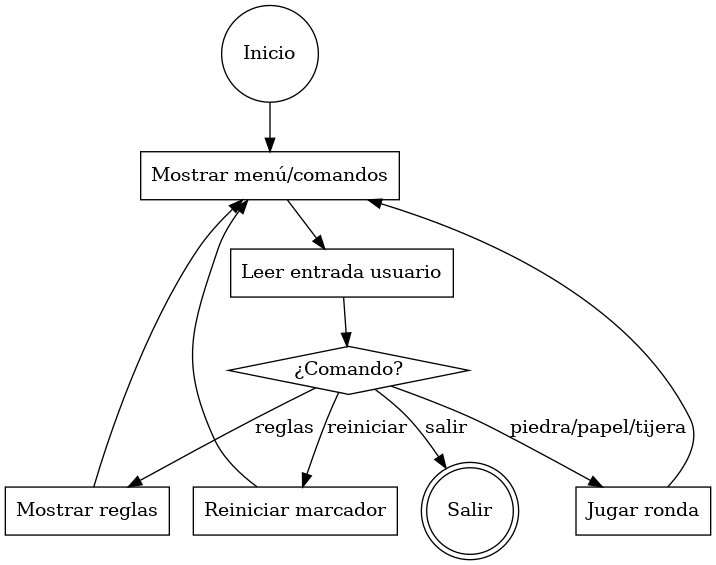 Inicio
Mostrar menú/comandos
Leer entrada usuario
¿Comando?
reglas
reiniciar
salir
piedra/papel/tijera
Mostrar reglas
Reiniciar marcador
Salir
Jugar ronda